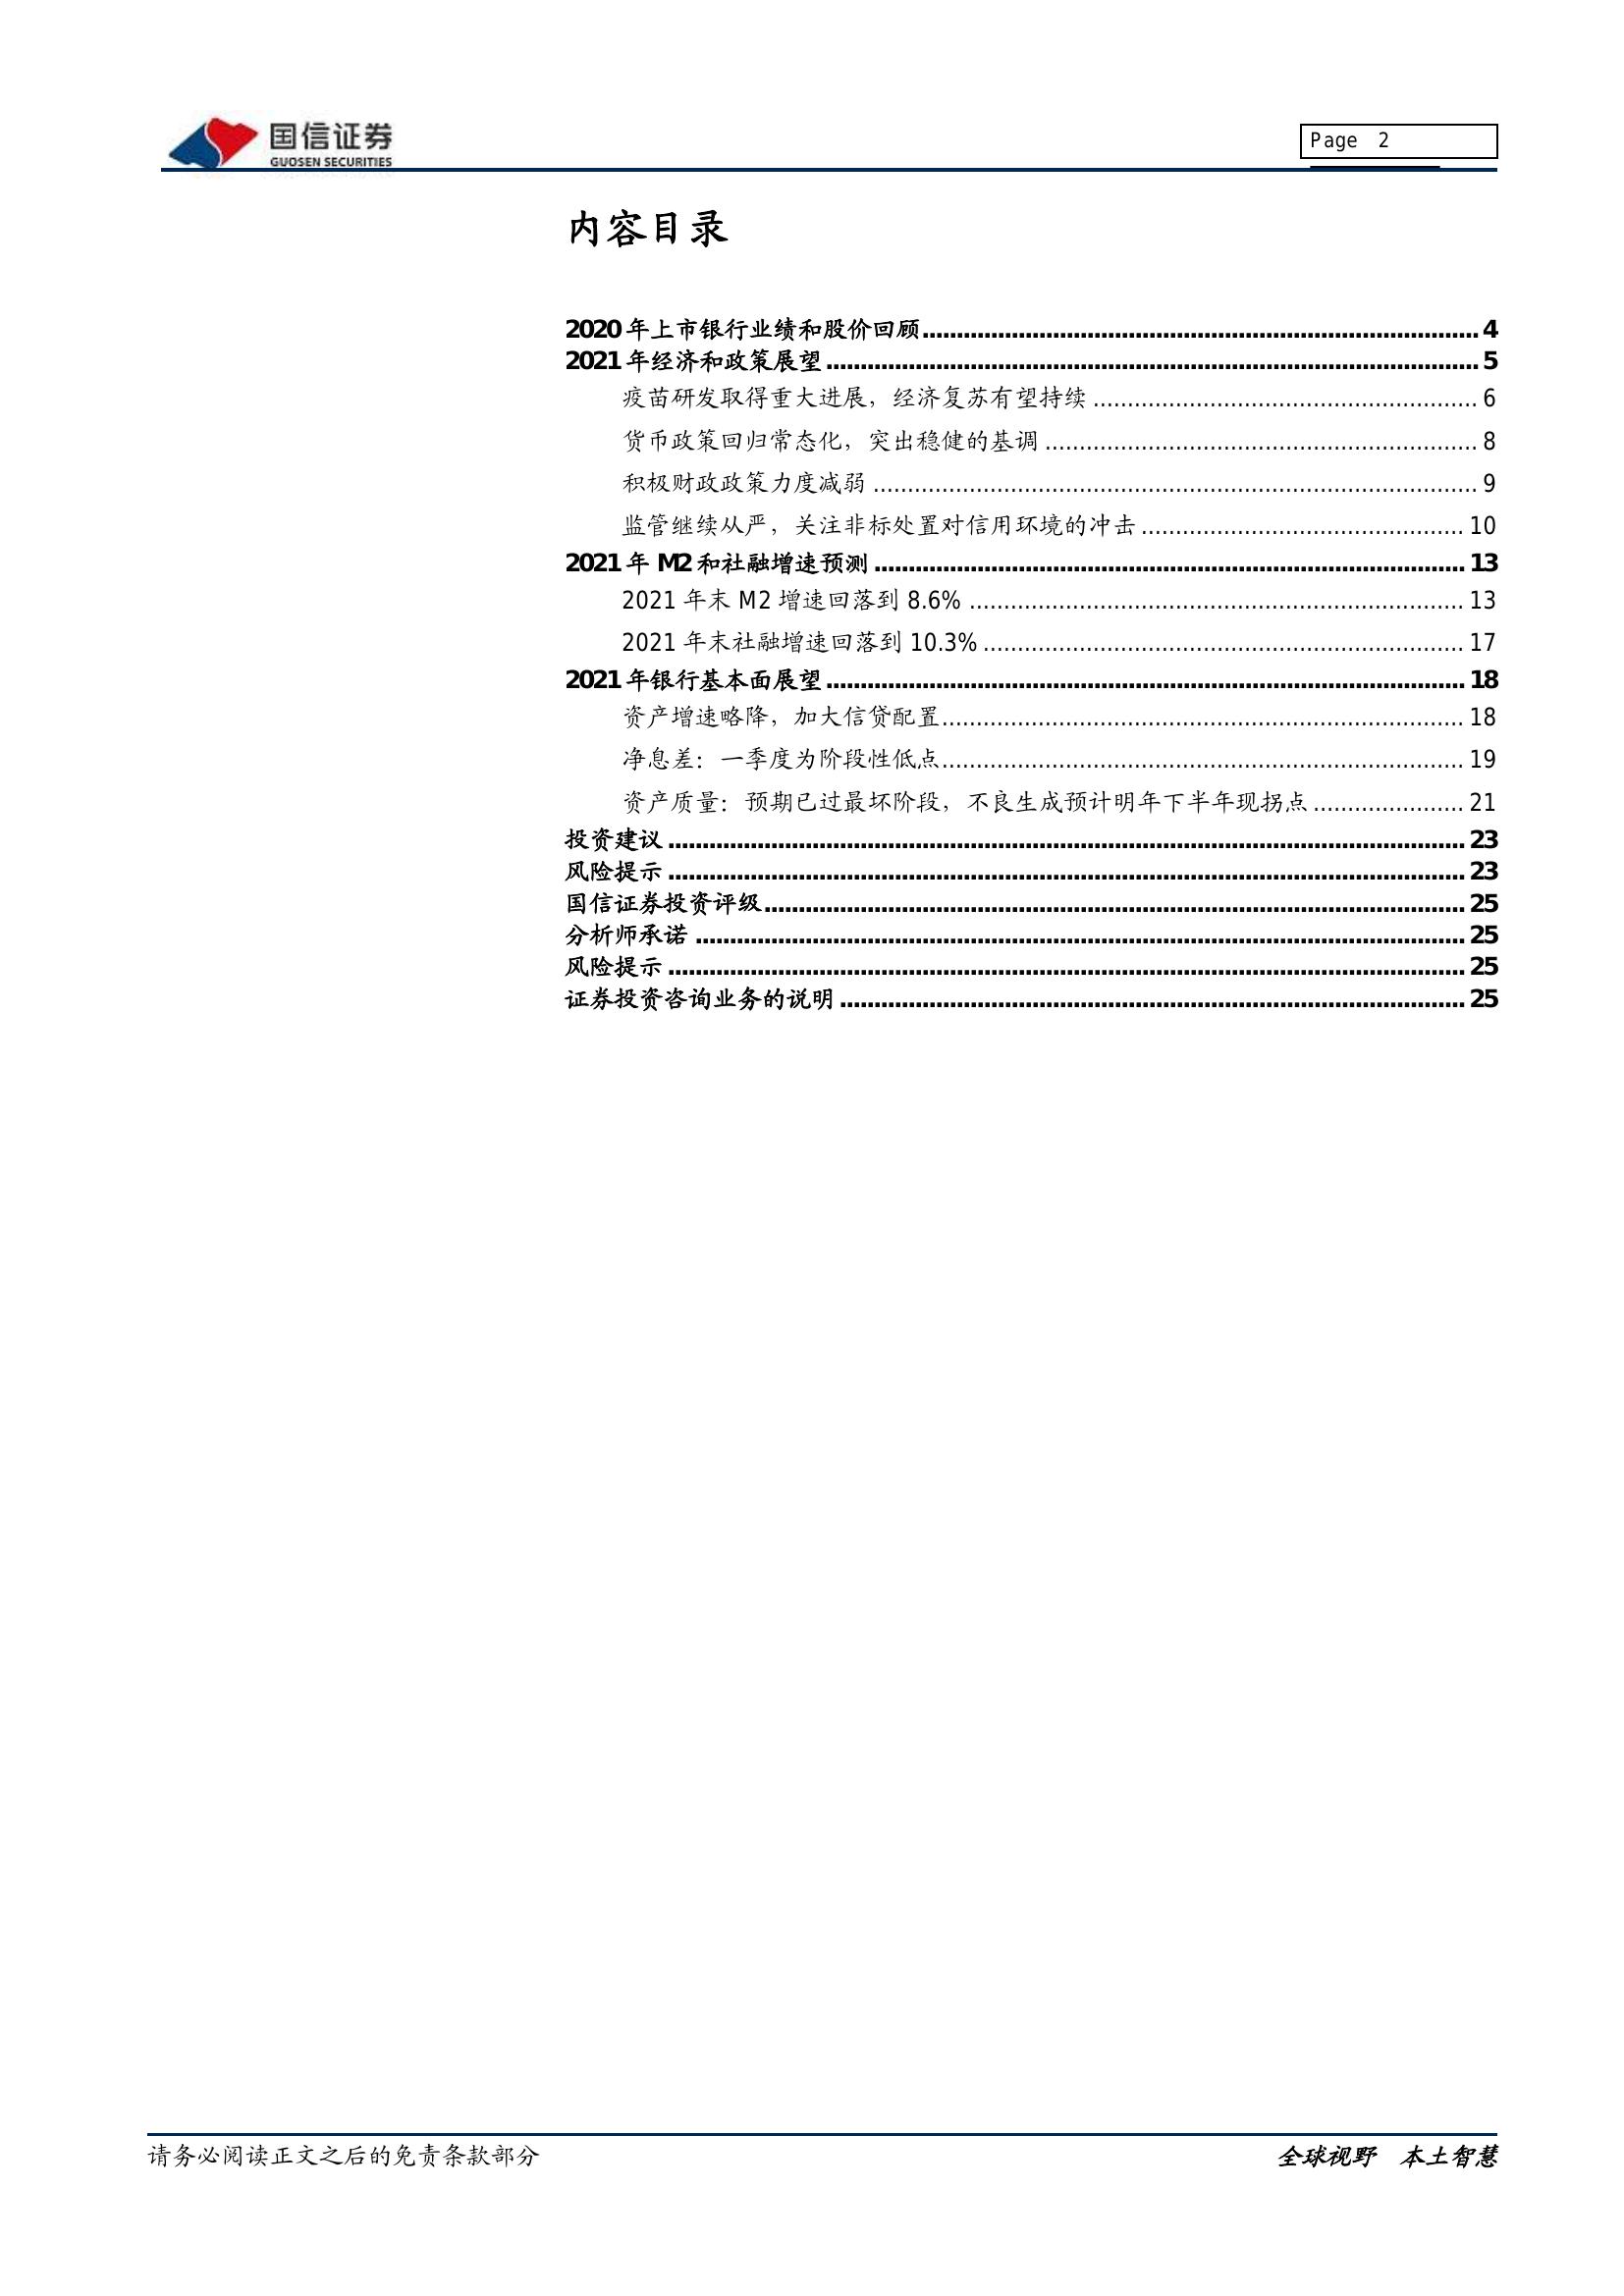 国信证券
GUOSEN SECURITIES
Page 2
内容目录
2020 年上市银行业绩和股价回顾 4
2021 年经济和政策展望 5
疫苗研发取得重大进展，经济复苏有望持续 6
货币政策回归常态化，突出稳健的基调 8
积极财政政策力度减弱 9
监管继续从严，关注非标处置对信用环境的冲击 10
2021 年 M2 和社融增速预测 13
2021 年末 M2 增速回落到 8.6% 13
2021 年末社融增速回落到 10.3% 17
2021 年银行基本面展望 18
资产增速略降，加大信贷配置 18
净息差：一季度为阶段性低点 19
资产质量：预期已过最坏阶段，不良生成预计明年下半年现拐点 21
投资建议 23
风险提示 23
国信证券投资评级 25
分析师承诺 25
风险提示 25
证券投资咨询业务的说明 25
请务必阅读正文之后的免责条款部分
全球视野 本土智慧